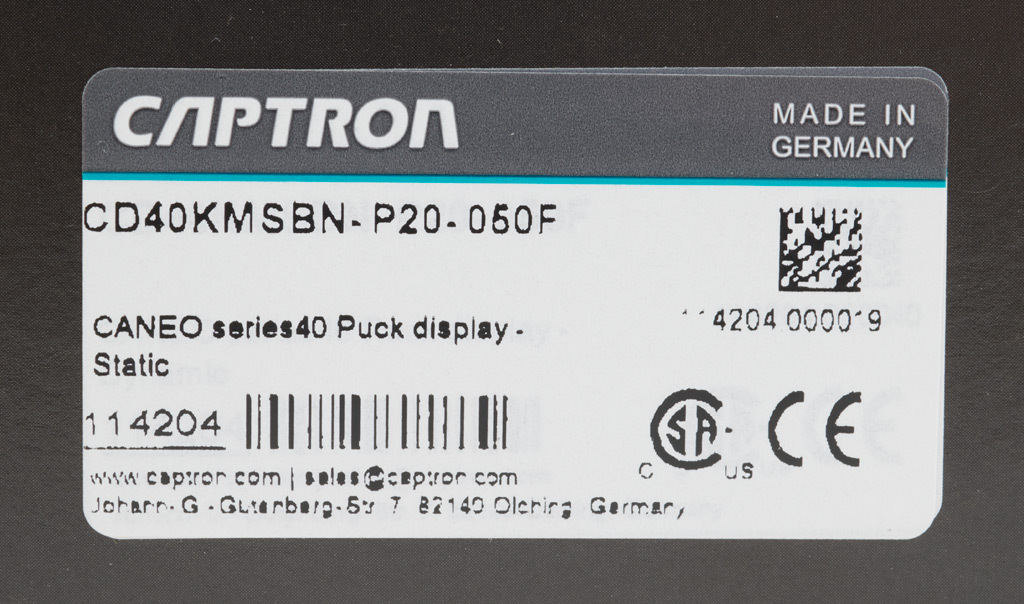 CAPTRON
MADE IN
GERMANY
CD40KMSBN-P20-050F
114204 000019
CANEO series40 Puck display -
Static
114204
CSA
C US
CE
www.captron.com | sales@captron.com
Johann-G.-Gutenberg-Str. 7 82140 Olching Germany